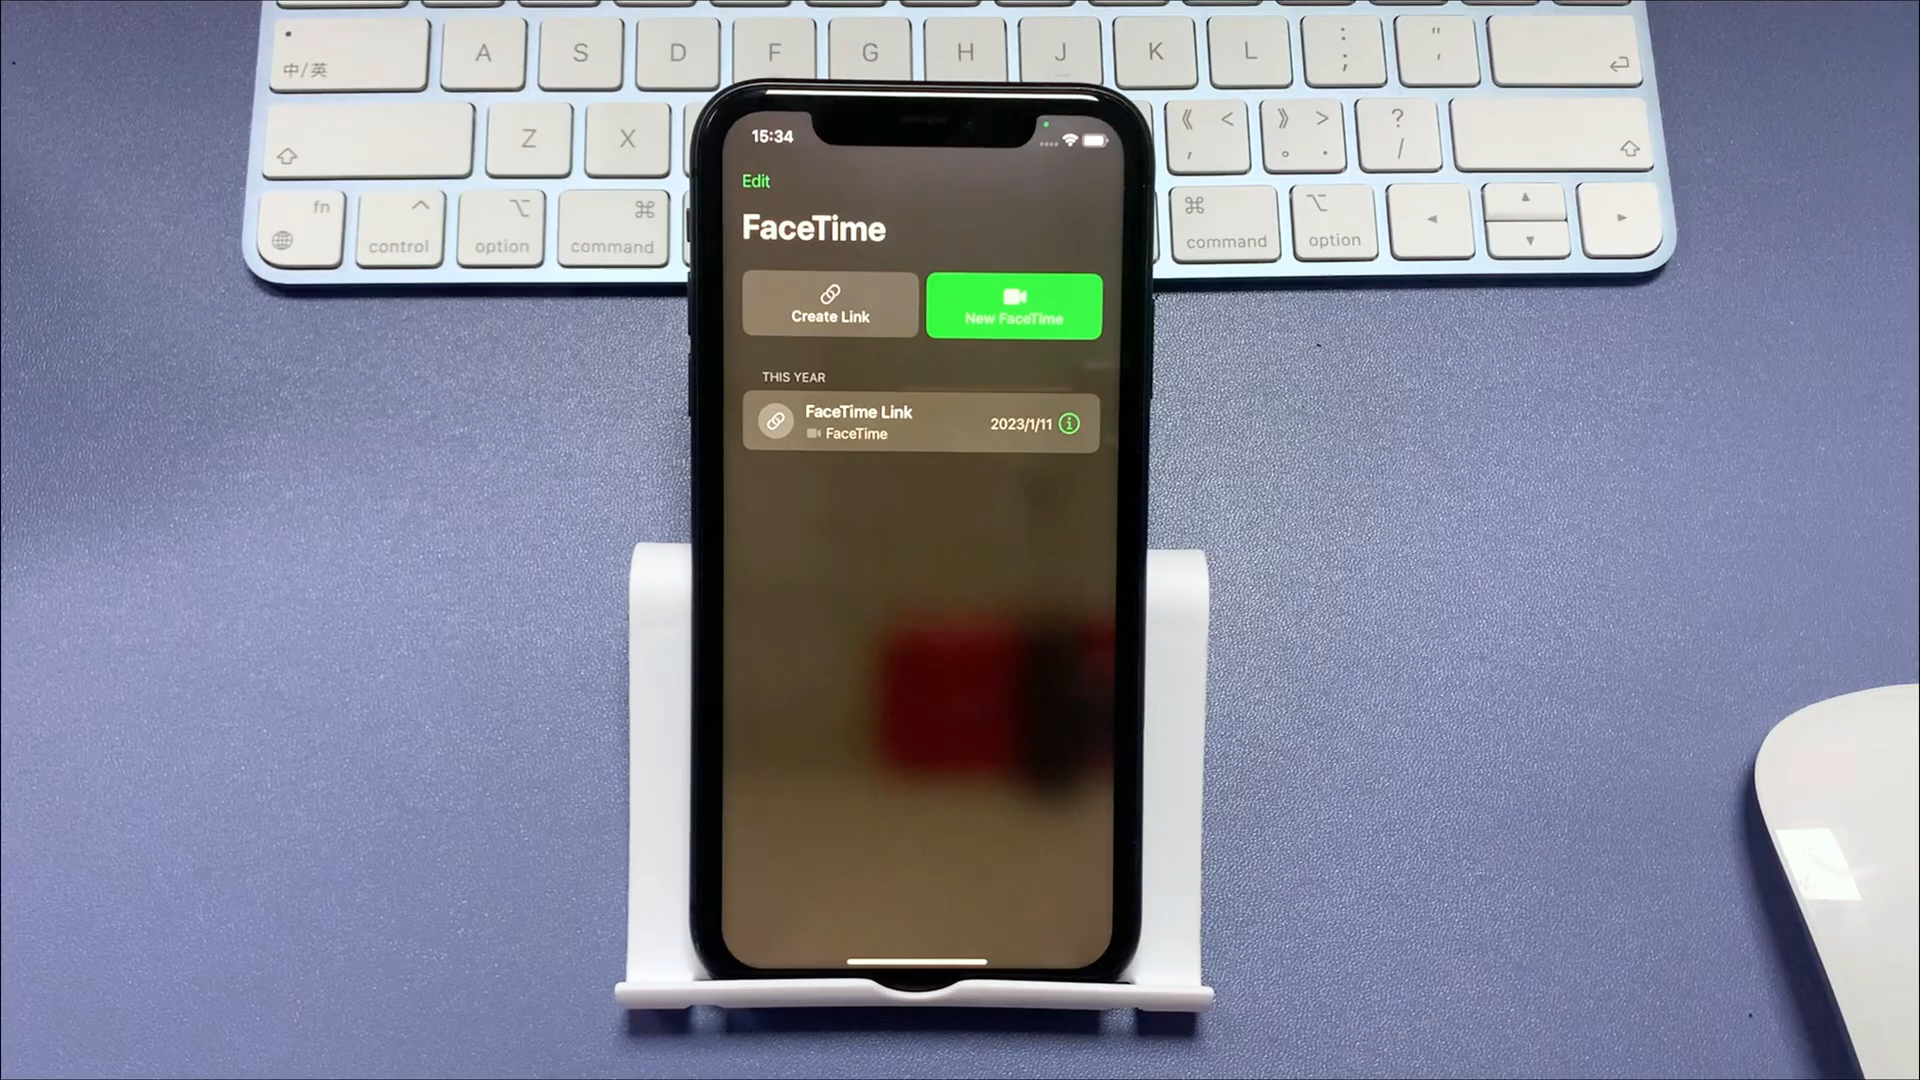 中/英
A
S
D
F
G
H
J
K
L
:
;
"
'
Z
X
《 <
,
》 >
。 .
?
/
fn
control
option
command
command
option
15:34
Edit
FaceTime
Create Link
New FaceTime
THIS YEAR
FaceTime Link
FaceTime
2023/1/11